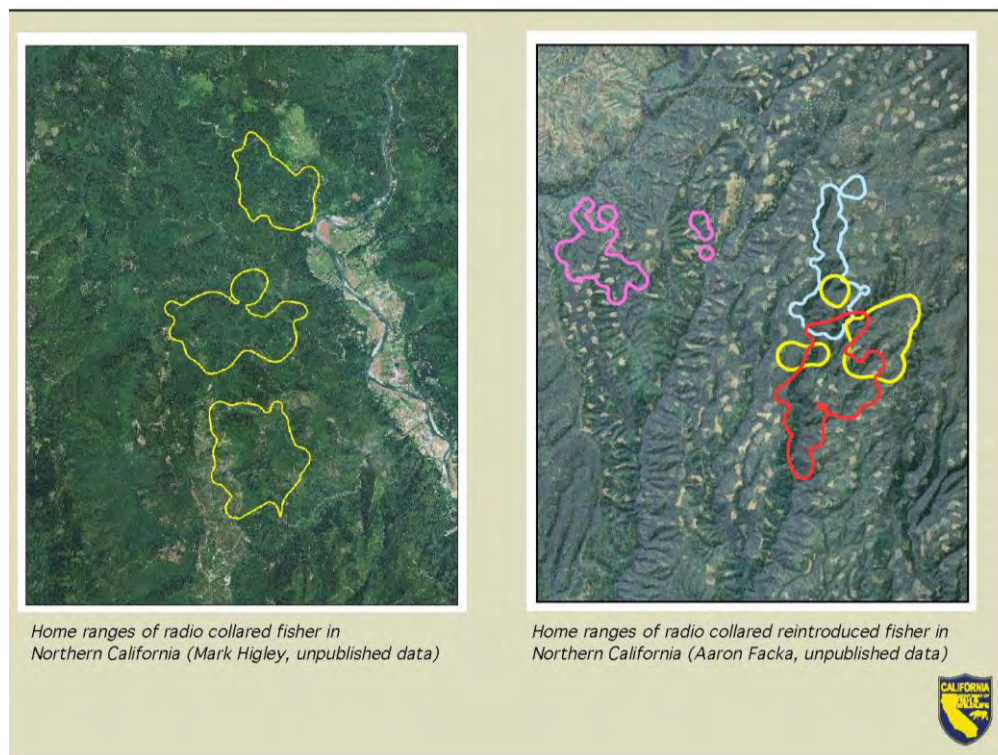 Home ranges of radio collared fisher in
Northern California (Mark Higley, unpublished data)
Home ranges of radio collared reintroduced fisher in
Northern California (Aaron Facka, unpublished data)
CALIFORNIA
WILDLIFE